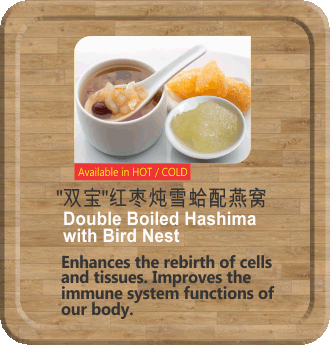 Available in HOT / COLD
"双宝"红枣炖雪蛤配燕窝
Double Boiled Hashima
with Bird Nest
Enhances the rebirth of cells
and tissues. Improves the
immune system functions of
our body.